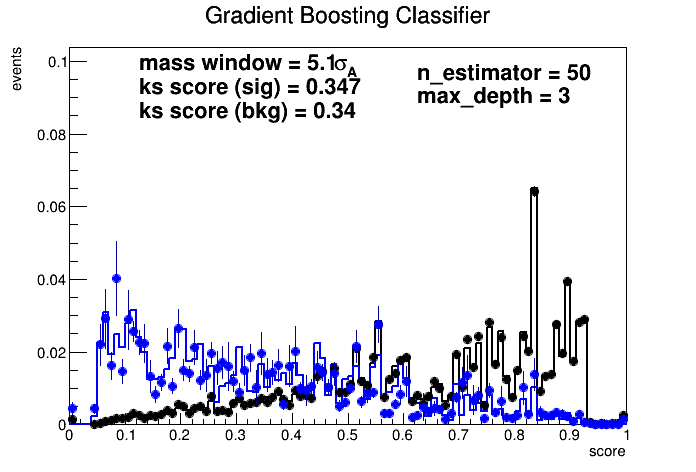 Gradient Boosting Classifier
events
mass window = 5.1σA
ks score (sig) = 0.347
ks score (bkg) = 0.34
n_estimator = 50
max_depth = 3
0.1
0.08
0.06
0.04
0.02
0
0 0.1 0.2 0.3 0.4 0.5 0.6 0.7 0.8 0.9 1
score